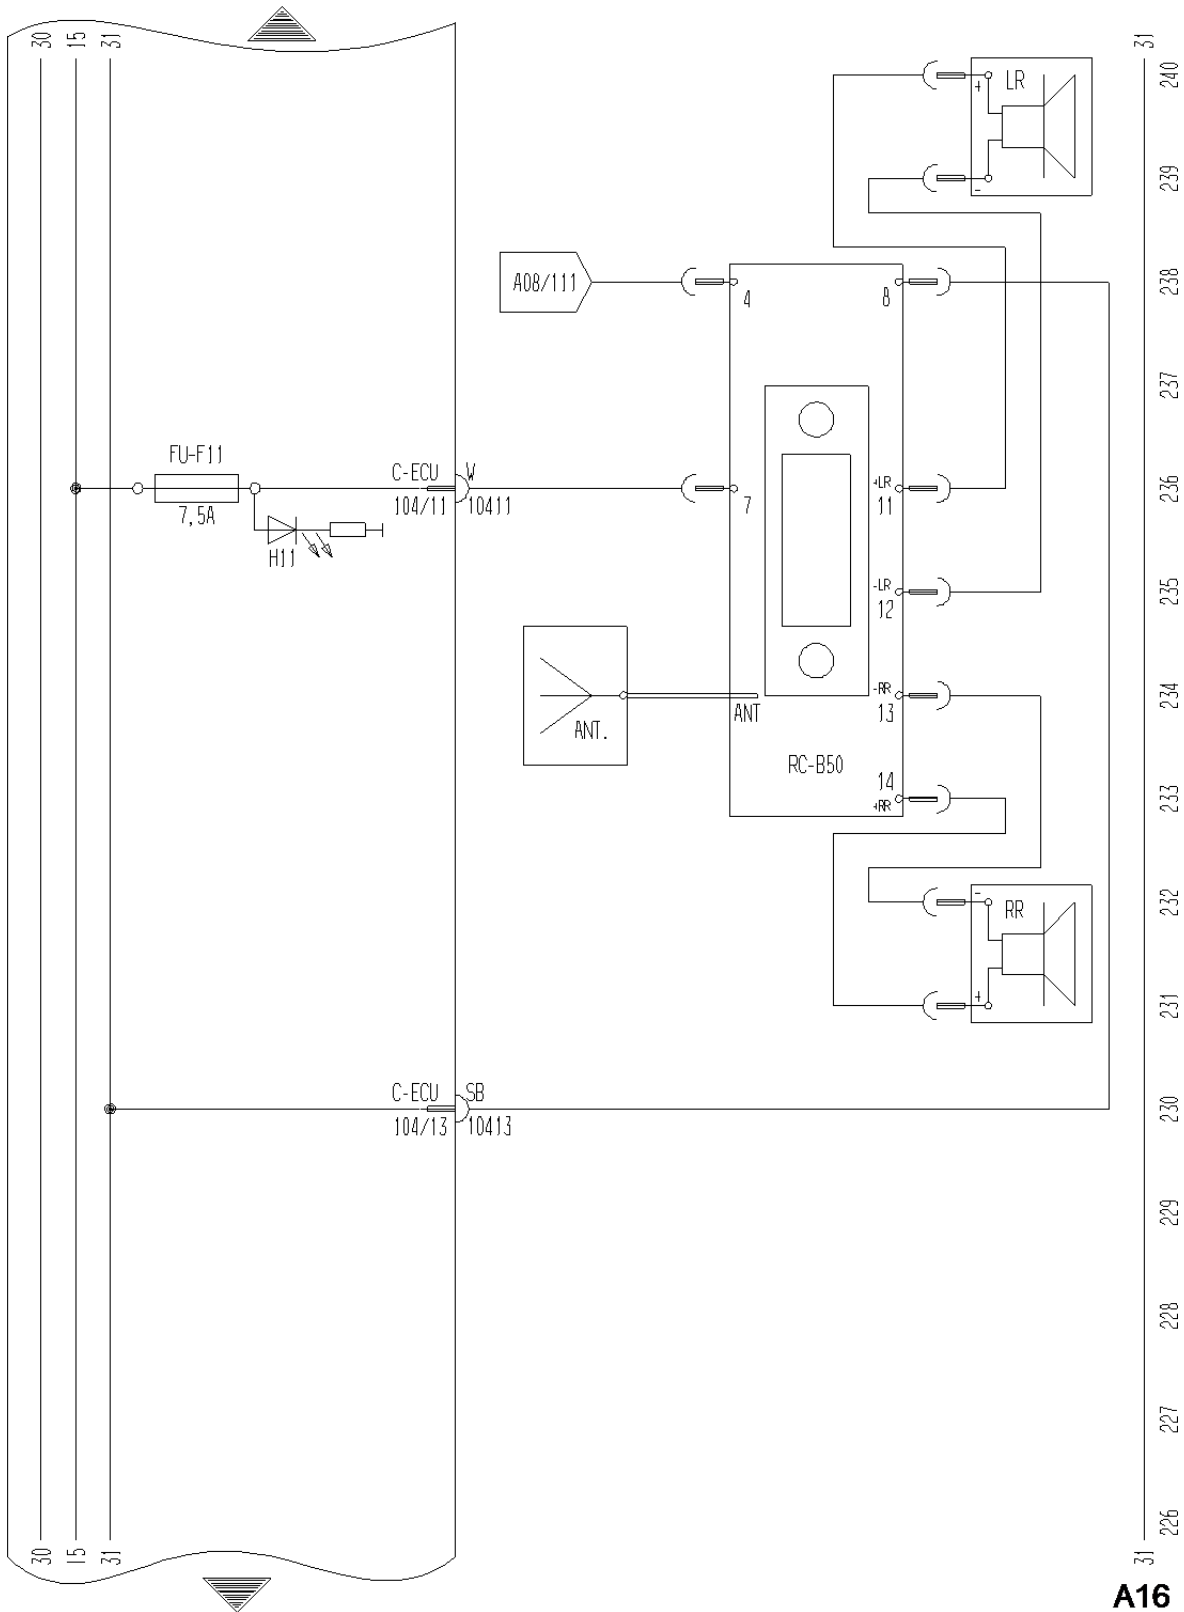 30 15 31 31
240
LR
+
239
-
A08/111
4 8
238
237
FU-F11
C-ECU W
7,5A
104/11 10411
7
+LR
11
236
H11
-LR
12
235
ANT.
ANT
-RR
13
234
RC-B50
14
+RR
233
-
RR
232
+
231
C-ECU SB
104/13 10413
230
229
228
227
226
30 15 31 31
A16